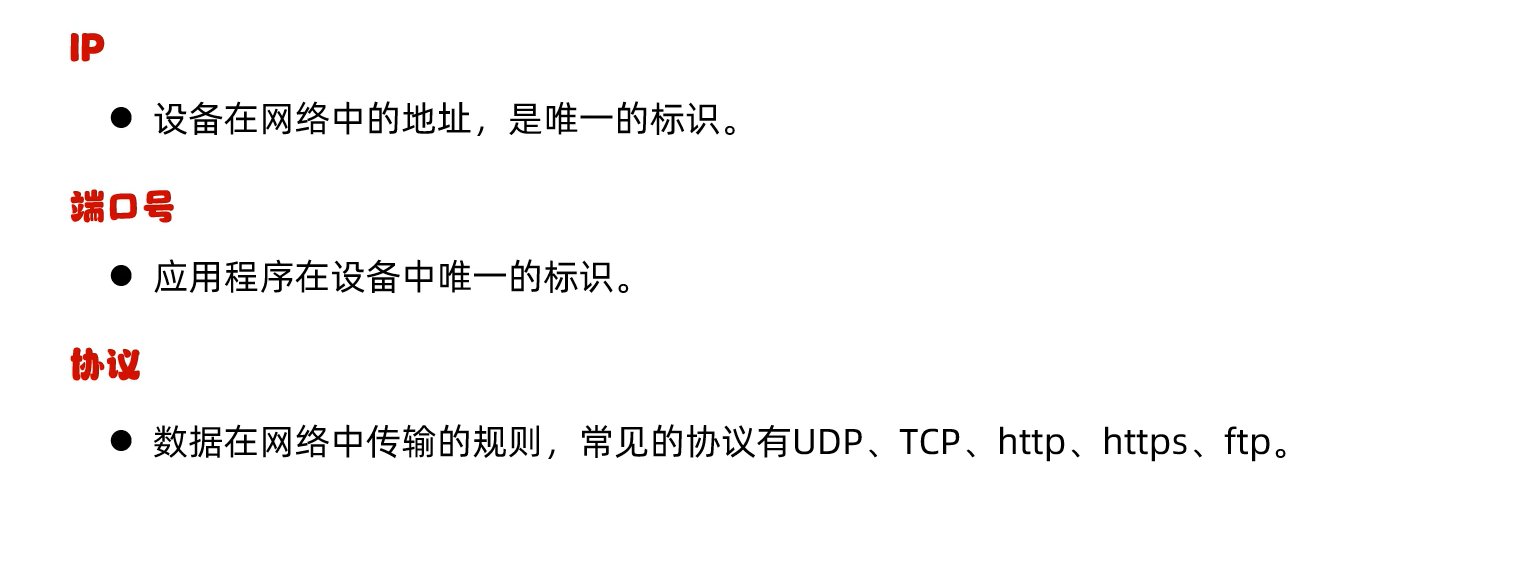 IP
● 设备在网络中的地址，是唯一的标识。
端口号
● 应用程序在设备中唯一的标识。
协议
● 数据在网络中传输的规则，常见的协议有UDP、TCP、http、https、ftp。